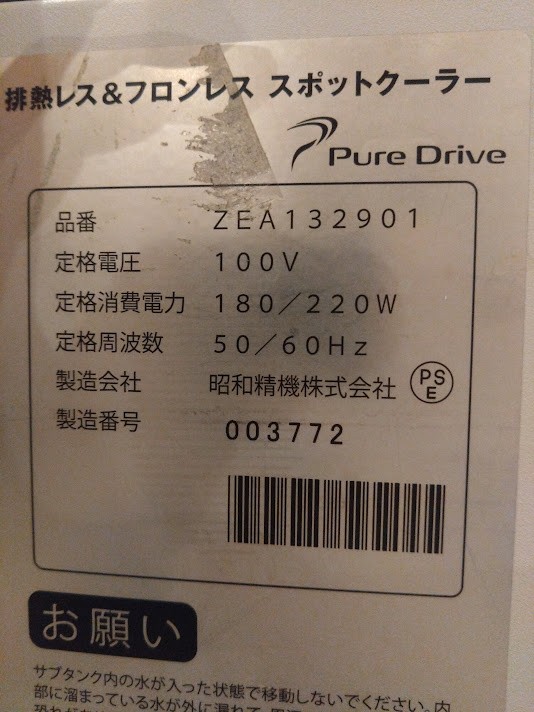 排熱レス＆フロンレス スポットクーラー
Pure Drive
品番 ZEA132901
定格電圧 100V
定格消費電力 180／220W
定格周波数 50／60Hz
製造会社 昭和精機株式会社 PSE
製造番号 003772
お願い
サブタンク内の水が入った状態で移動しないでください。内
部に溜まっている水が外に漏れて、周